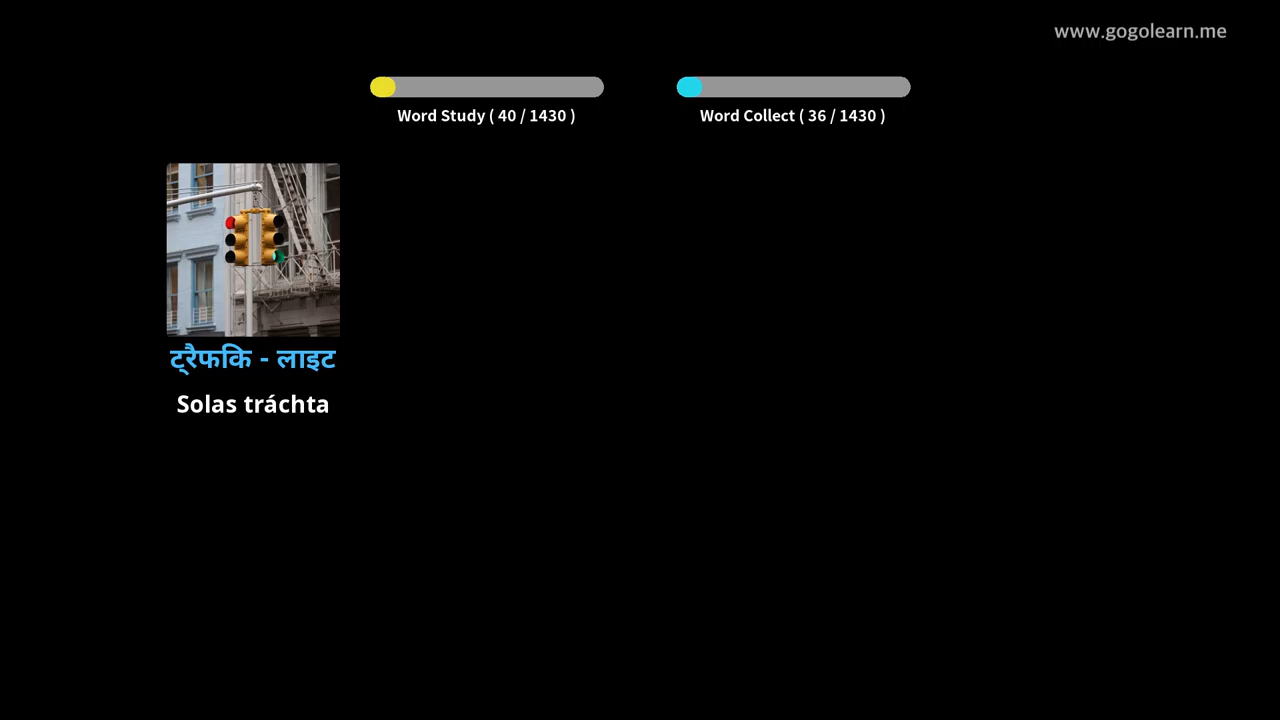 www.gogolearn.me
Word Study ( 40 / 1430 )
Word Collect ( 36 / 1430 )
ट्रैफकि - लाइट
Solas tráchta